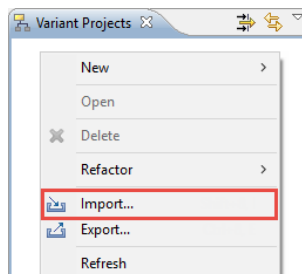 Variant Projects
New
Open
Delete
Refactor
Import...
Export...
Refresh